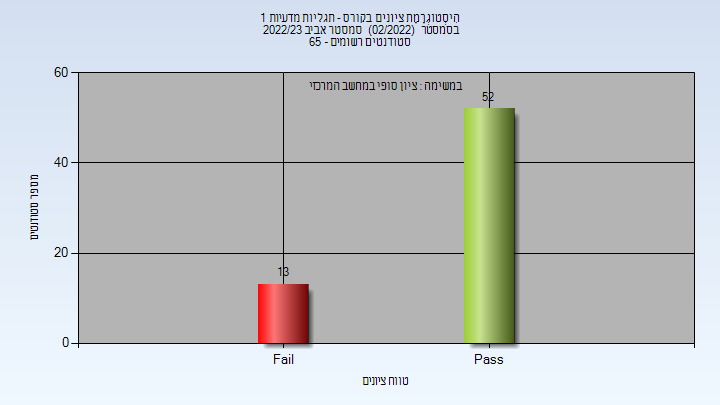 היסטוגרמת ציונים בקורס - תגליות מדעיות 1
בסמסטר (02/2022) סמסטר אביב 2022/23
סטודנטים רשומים - 65
במשימה : ציון סופי במחשב המרכזי
60
40
20
0
מספר סטודנטים
13
52
Fail
Pass
טווח ציונים